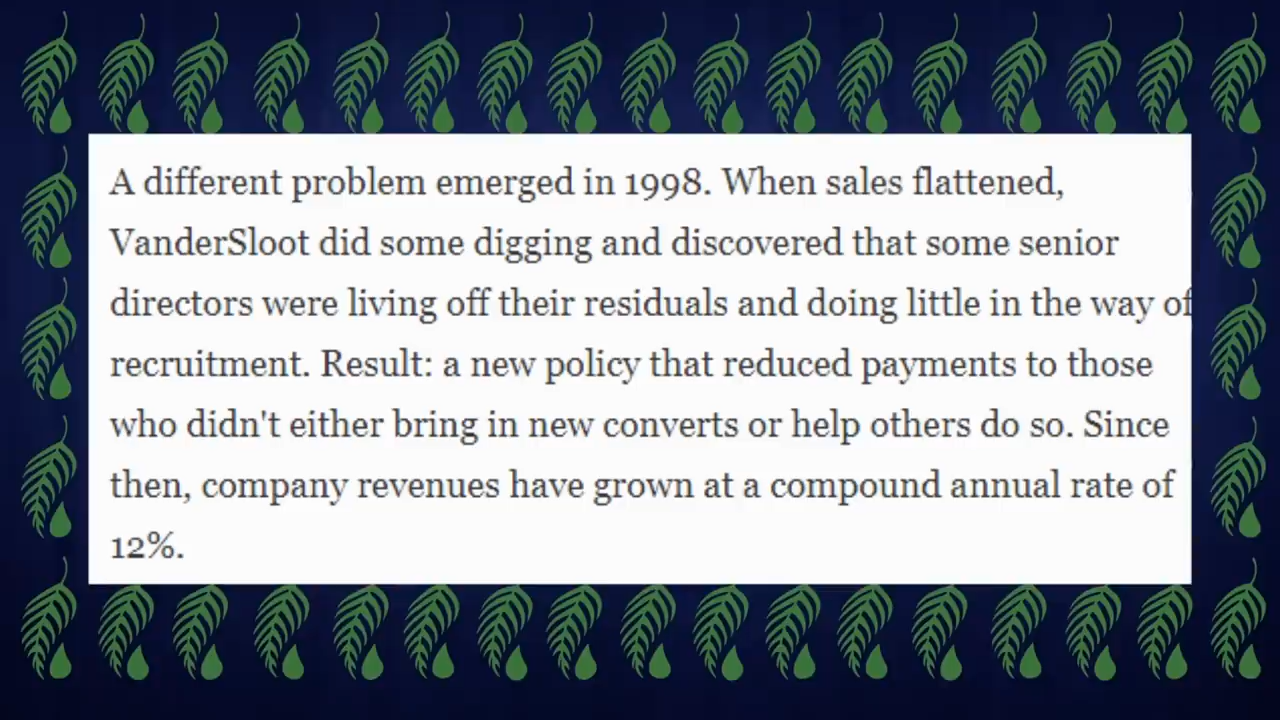 A different problem emerged in 1998. When sales flattened,
VanderSloot did some digging and discovered that some senior
directors were living off their residuals and doing little in the way of
recruitment. Result: a new policy that reduced payments to those
who didn't either bring in new converts or help others do so. Since
then, company revenues have grown at a compound annual rate of
12%.